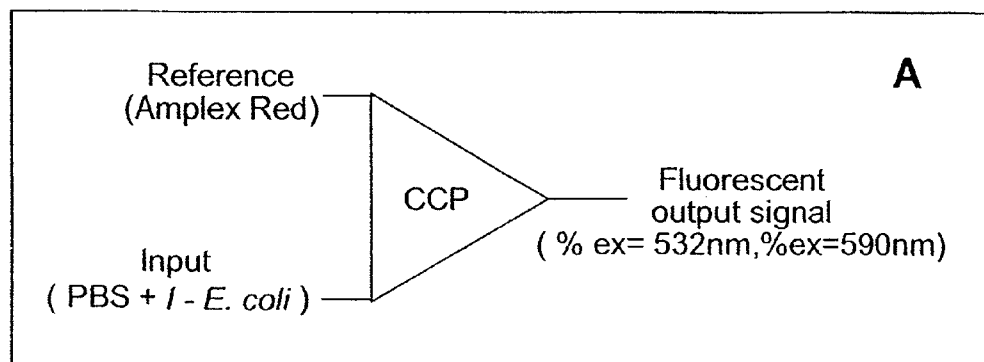 A
Reference
(Amplex Red)
CCP
Fluorescent
output signal
( % ex= 532nm,%ex=590nm)
Input
( PBS + I - E. coli )